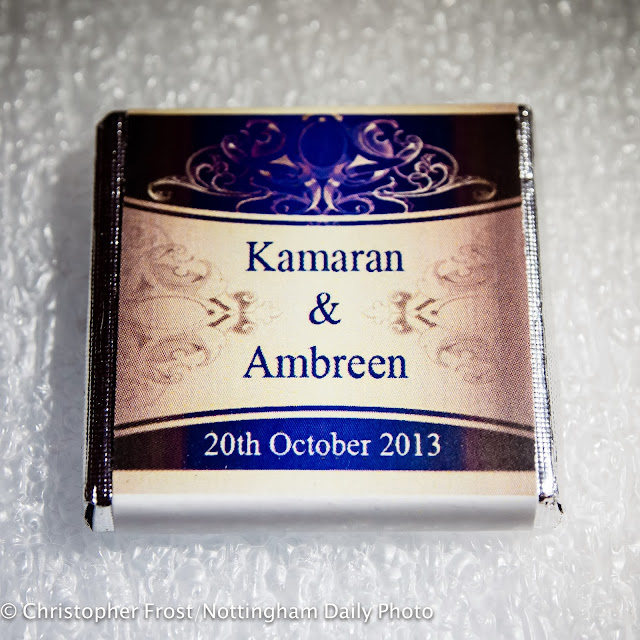 Kamaran
&
Ambreen
20th October 2013
© Christopher Frost/Nottingham Daily Photo